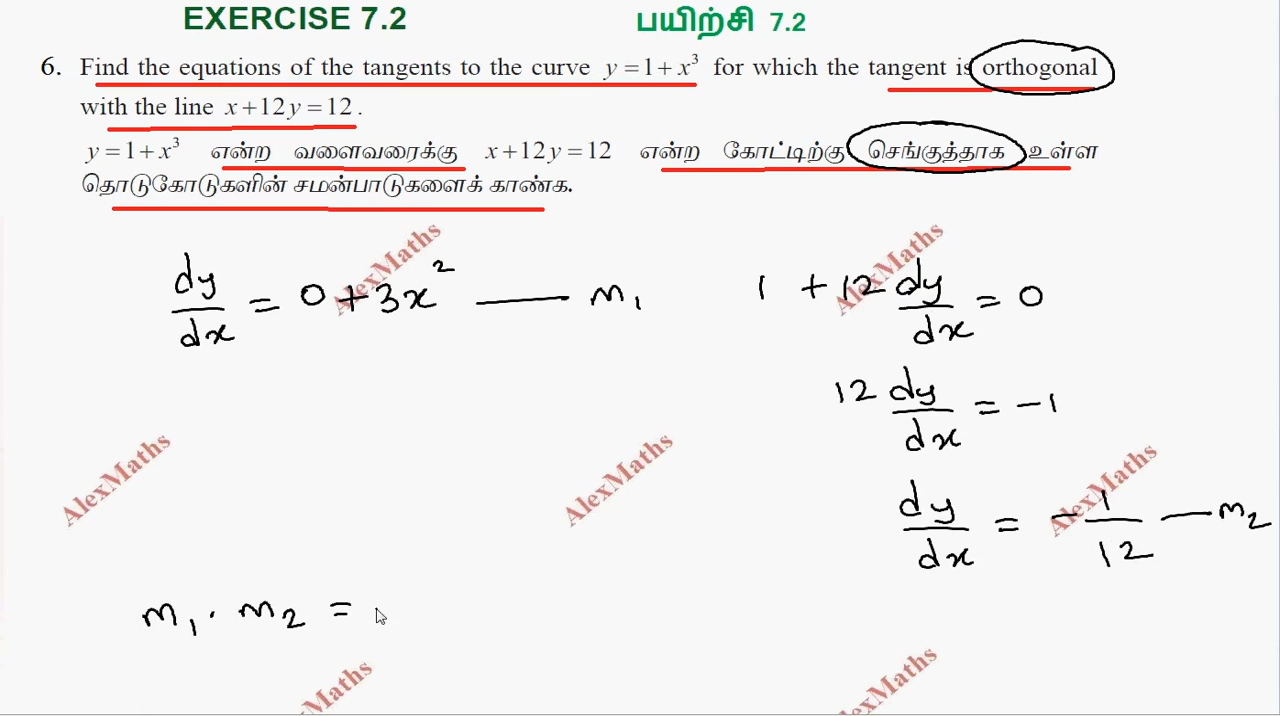 EXERCISE 7.2 பயிற்சி 7.2
6. Find the equations of the tangents to the curve y = 1 + x³ for which the tangent is orthogonal
with the line x + 12y = 12.
y = 1 + x³ என்ற வளைவரைக்கு x + 12y = 12 என்ற கோட்டிற்கு செங்குத்தாக உள்ள
தொடுகோடுகளின் சமன்பாடுகளைக் காண்க.
dy/dx = 0 + 3x² — m₁
1 + 12 dy/dx = 0
12 dy/dx = -1
dy/dx = -1/12 — m₂
m₁ . m₂ =
AlexMaths
AlexMaths
AlexMaths
AlexMaths
AlexMaths
AlexMaths
AlexMaths